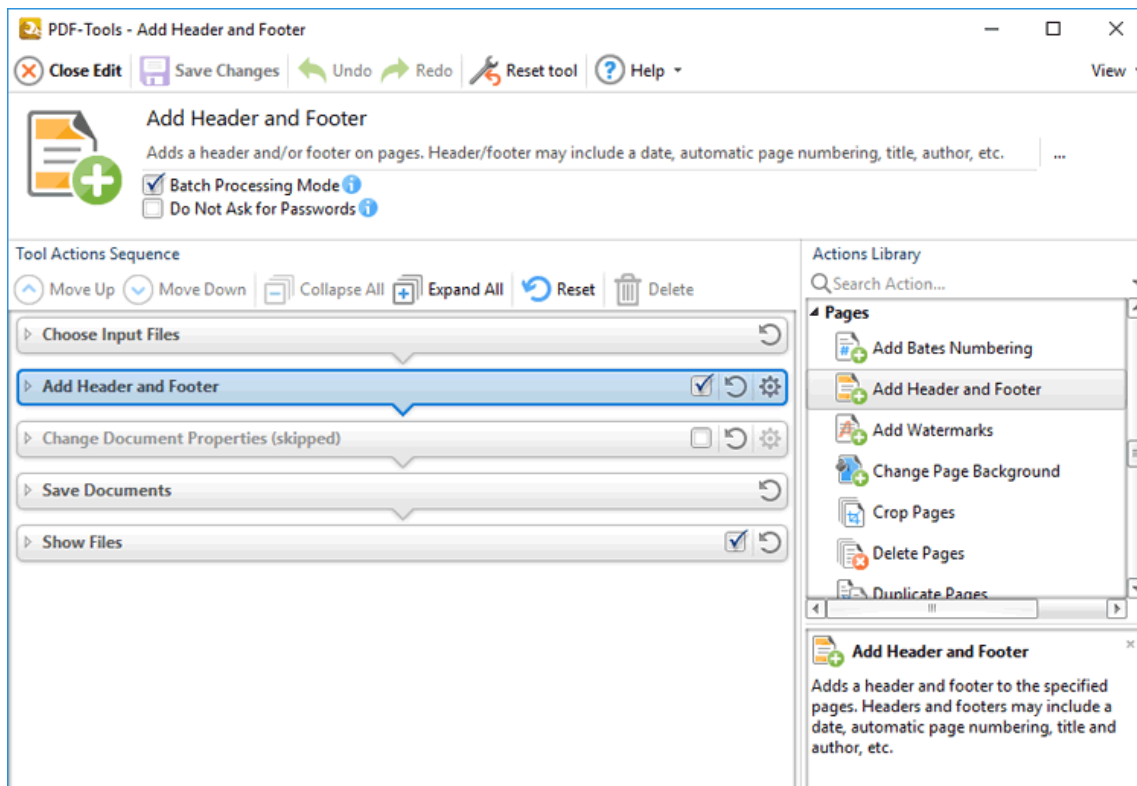 PDF-Tools - Add Header and Footer
Close Edit Save Changes Undo Redo Reset tool Help View
Add Header and Footer
Adds a header and/or footer on pages. Header/footer may include a date, automatic page numbering, title, author, etc. ...
Batch Processing Mode
Do Not Ask for Passwords
Tool Actions Sequence
Move Up Move Down Collapse All Expand All Reset Delete
Choose Input Files
Add Header and Footer
Change Document Properties (skipped)
Save Documents
Show Files
Actions Library
Search Action...
Pages
Add Bates Numbering
Add Header and Footer
Add Watermarks
Change Page Background
Crop Pages
Delete Pages
Duplicate Pages
Add Header and Footer
Adds a header and footer to the specified
pages. Headers and footers may include a
date, automatic page numbering, title and
author, etc.